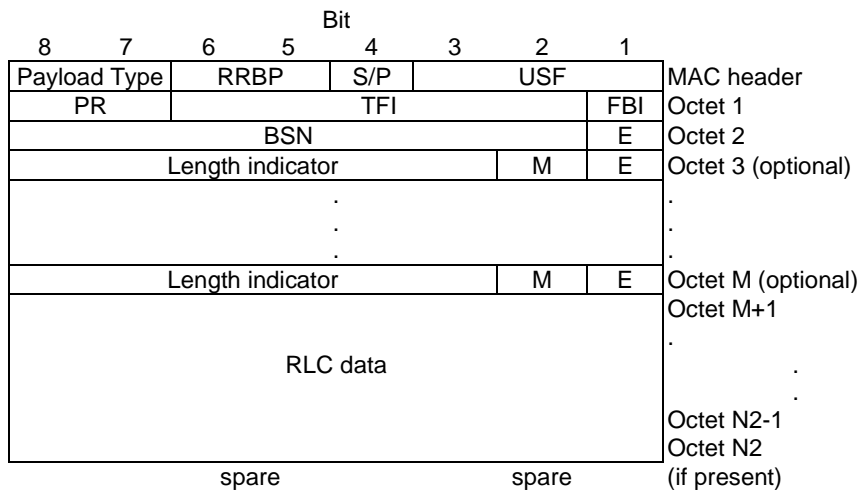 Bit
8 7 6 5 4 3 2 1
Payload Type RRBP S/P USF MAC header
PR TFI FBI Octet 1
BSN E Octet 2
Length indicator M E Octet 3 (optional)
. .
. .
. .
Length indicator M E Octet M (optional)
Octet M+1
.
RLC data .
.
Octet N2-1
Octet N2
spare spare (if present)